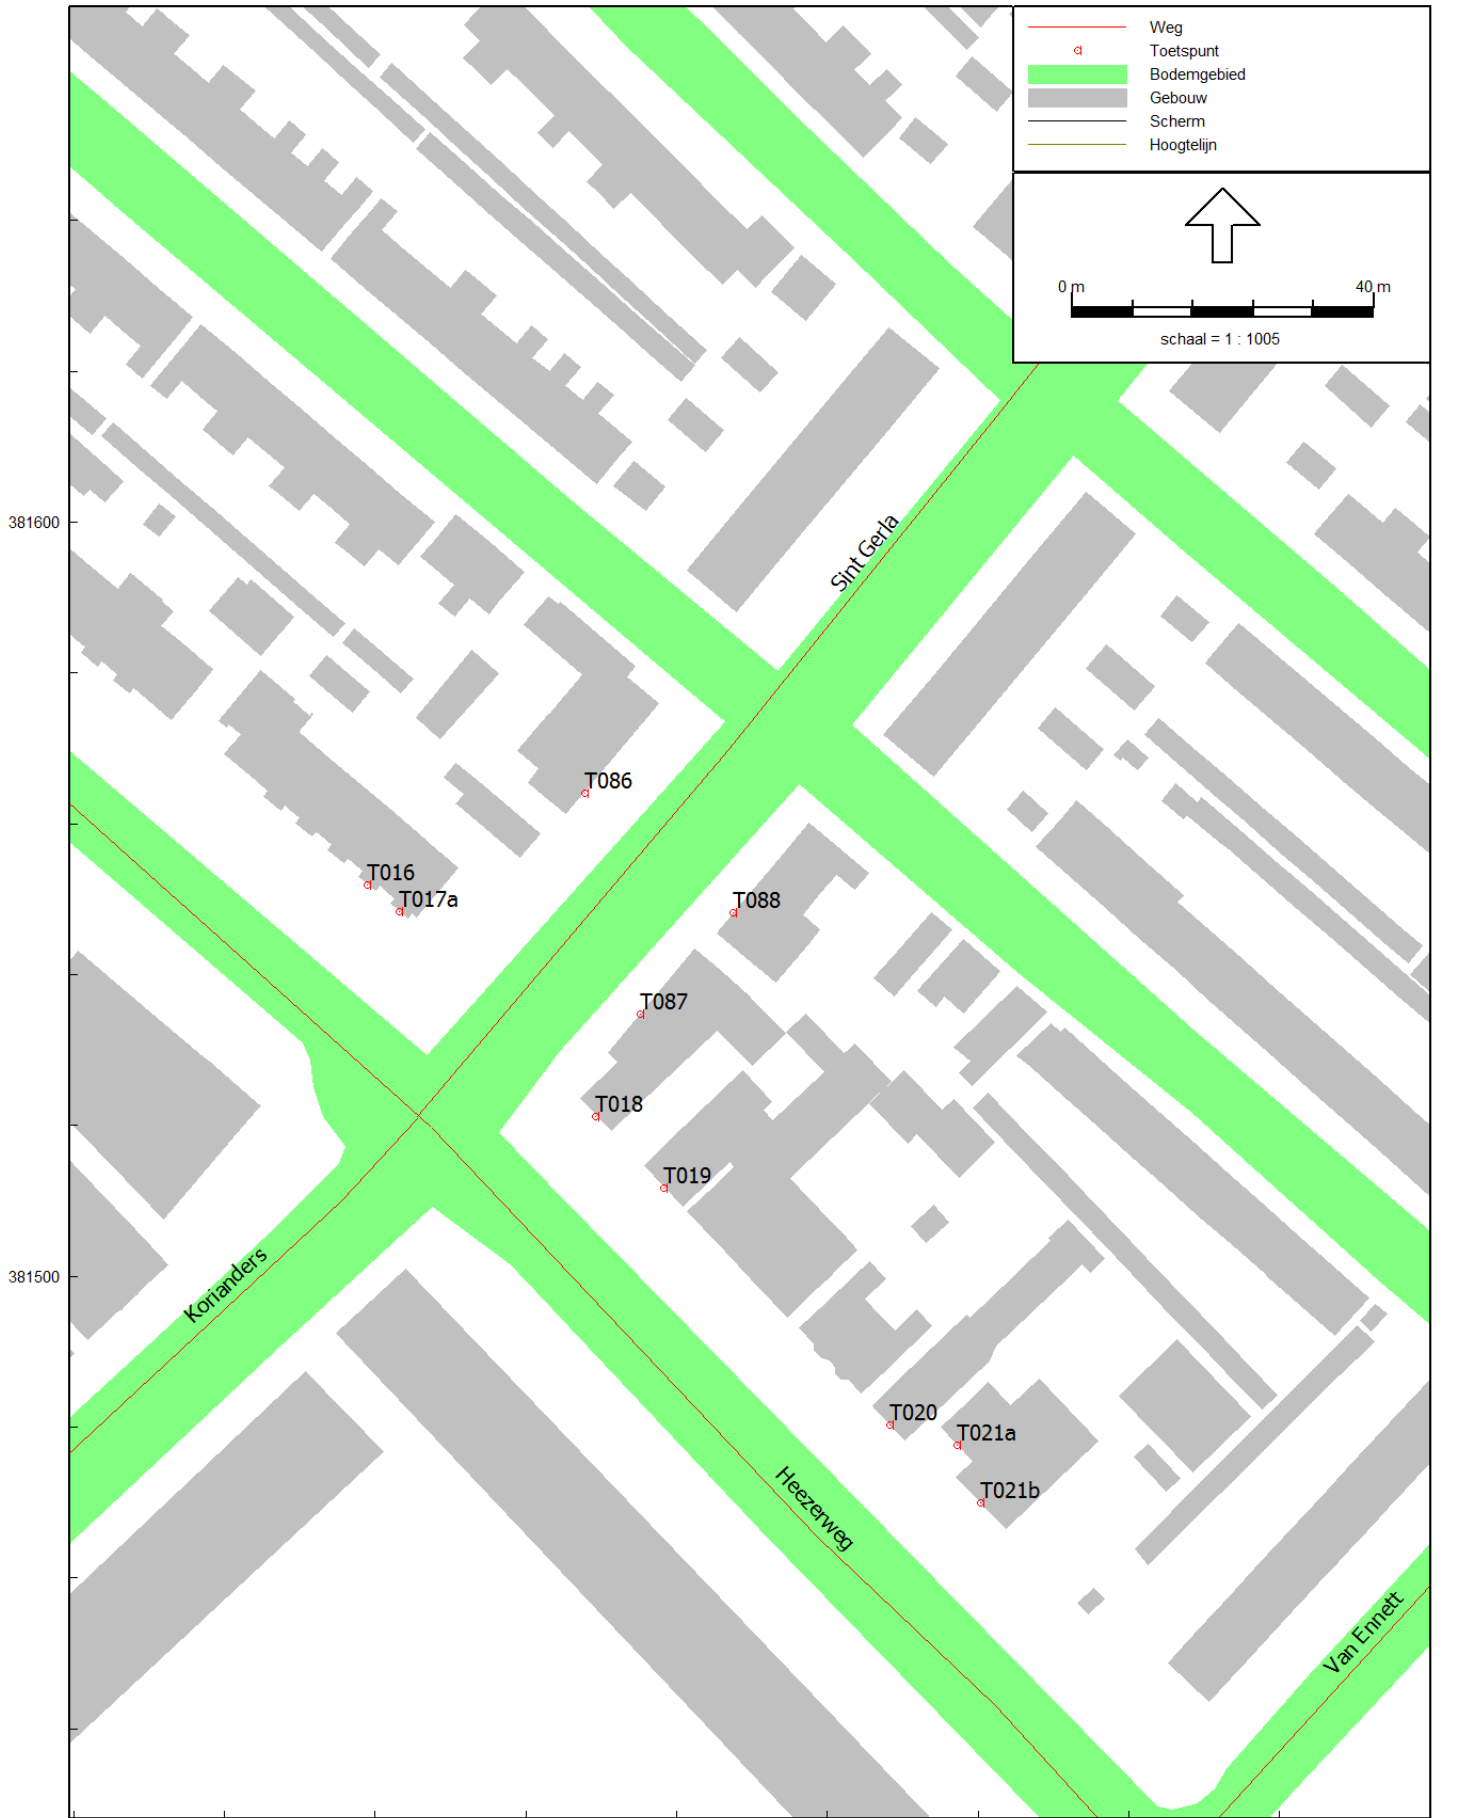 Weg
Toetspunt
Bodemgebied
Gebouw
Scherm
Hoogtelijn
0 m 40 m
schaal = 1 : 1005
381600
Sint Gerla
T086
T016
T017a
T088
T087
T018
T019
381500
Korianders
T020
T021a
T021b
Heezerweg
Van Ennett